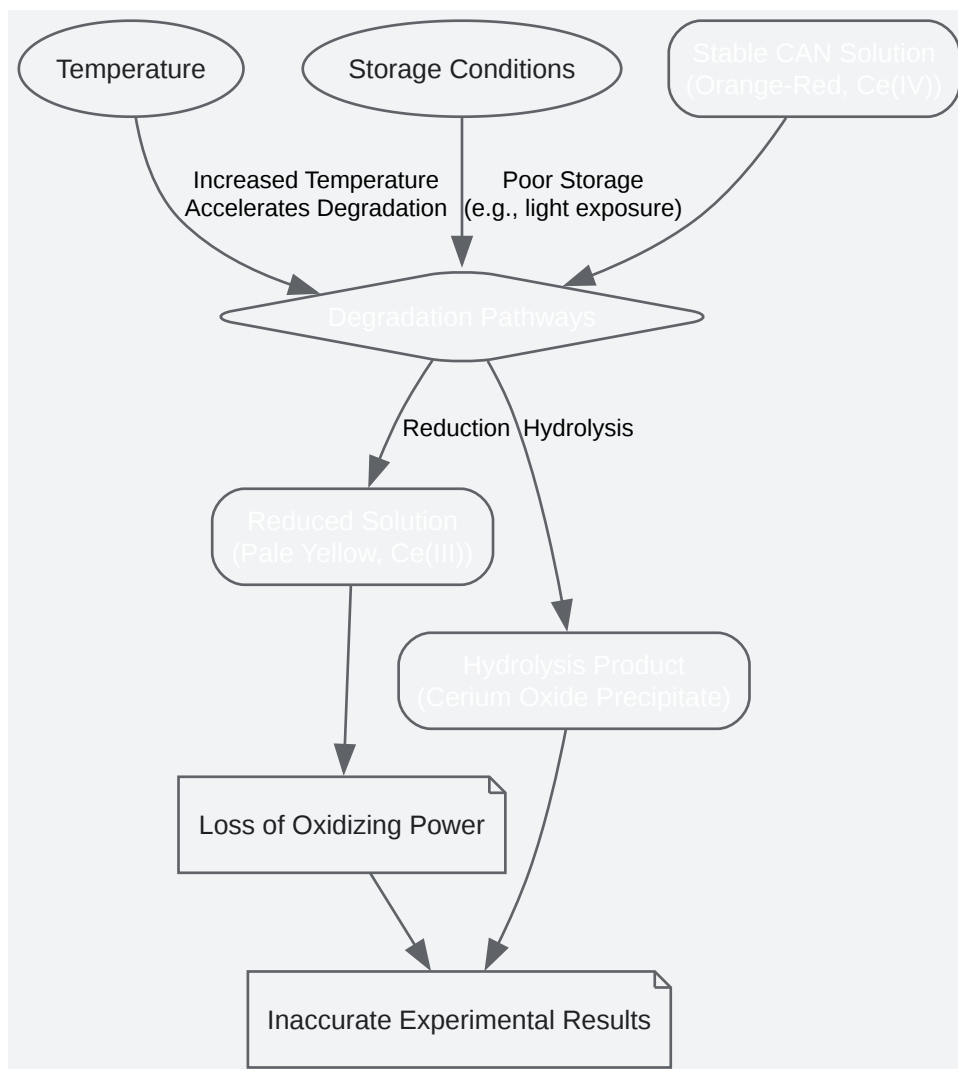 Temperature
Storage Conditions
Stable CAN Solution
(Orange-Red, Ce(IV))
Increased Temperature
Accelerates Degradation
Poor Storage
(e.g., light exposure)
Degradation Pathways
Reduction
Hydrolysis
Reduced Solution
(Pale Yellow, Ce(III))
Hydrolysis Product
(Cerium Oxide Precipitate)
Loss of Oxidizing Power
Inaccurate Experimental Results